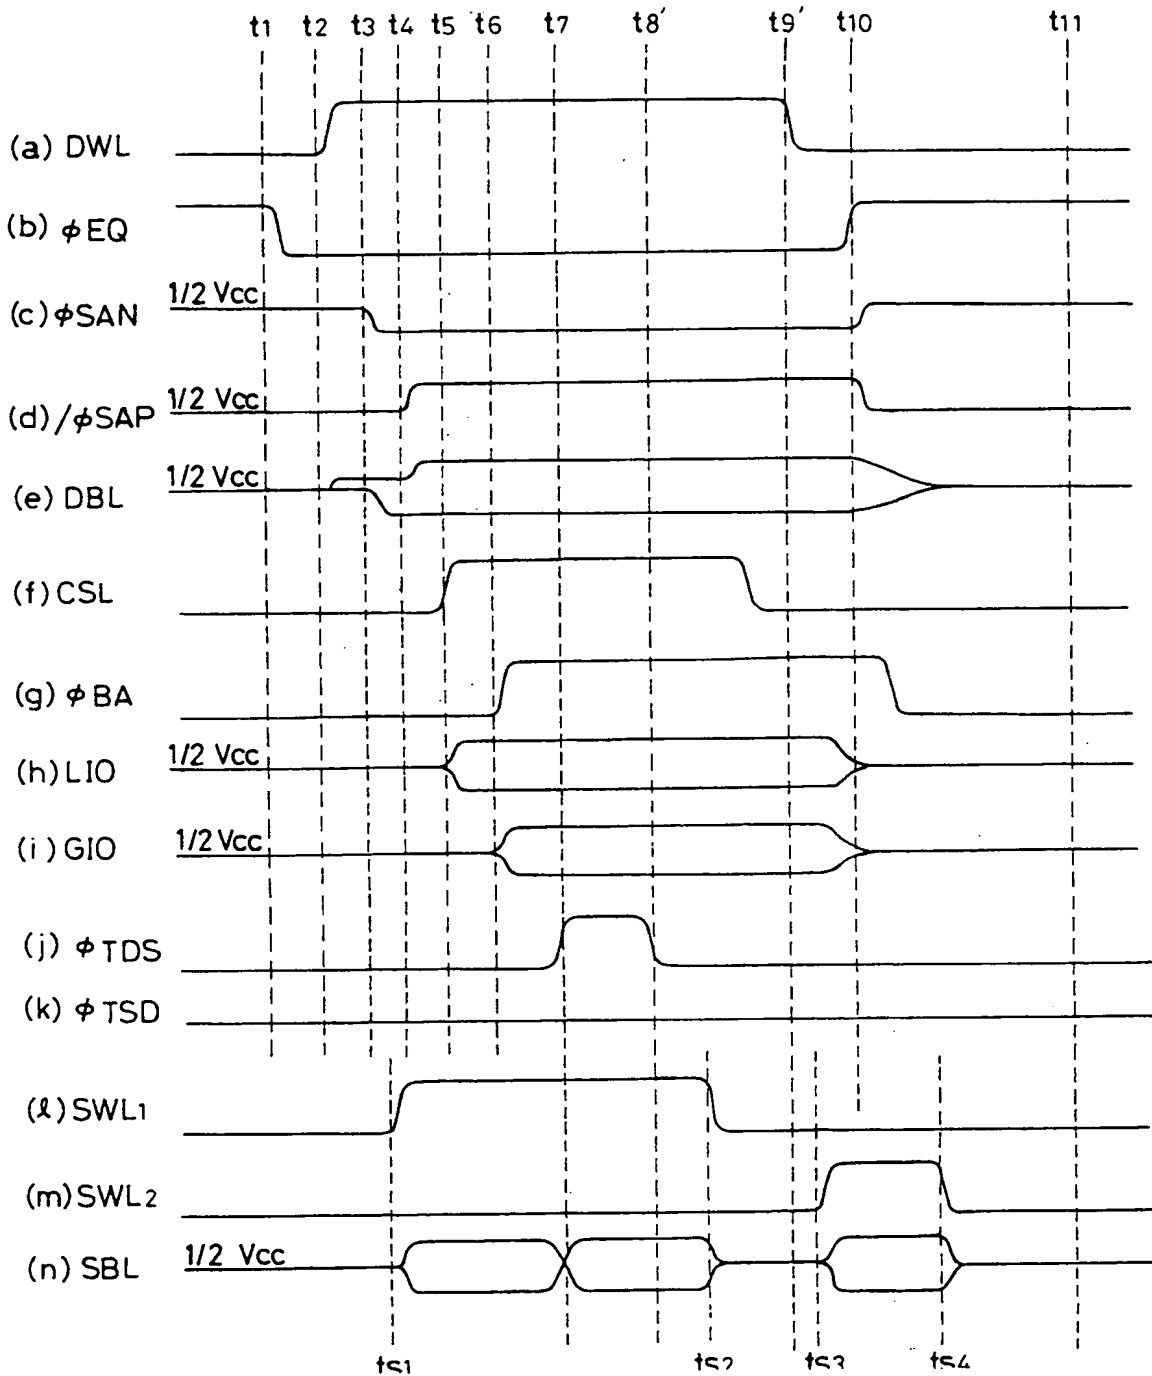 t1 t2 t3 t4 t5 t6 t7 t8' t9' t10 t11
(a) DWL
(b) φEQ
1/2 Vcc
(c) φSAN
1/2 Vcc
(d) /φSAP
1/2 Vcc
(e) DBL
(f) CSL
(g) φBA
1/2 Vcc
(h) LIO
1/2 Vcc
(i) GIO
(j) φTDS
(k) φTSD
(ℓ) SWL1
(m) SWL2
1/2 Vcc
(n) SBL
ts1 ts2 ts3 ts4